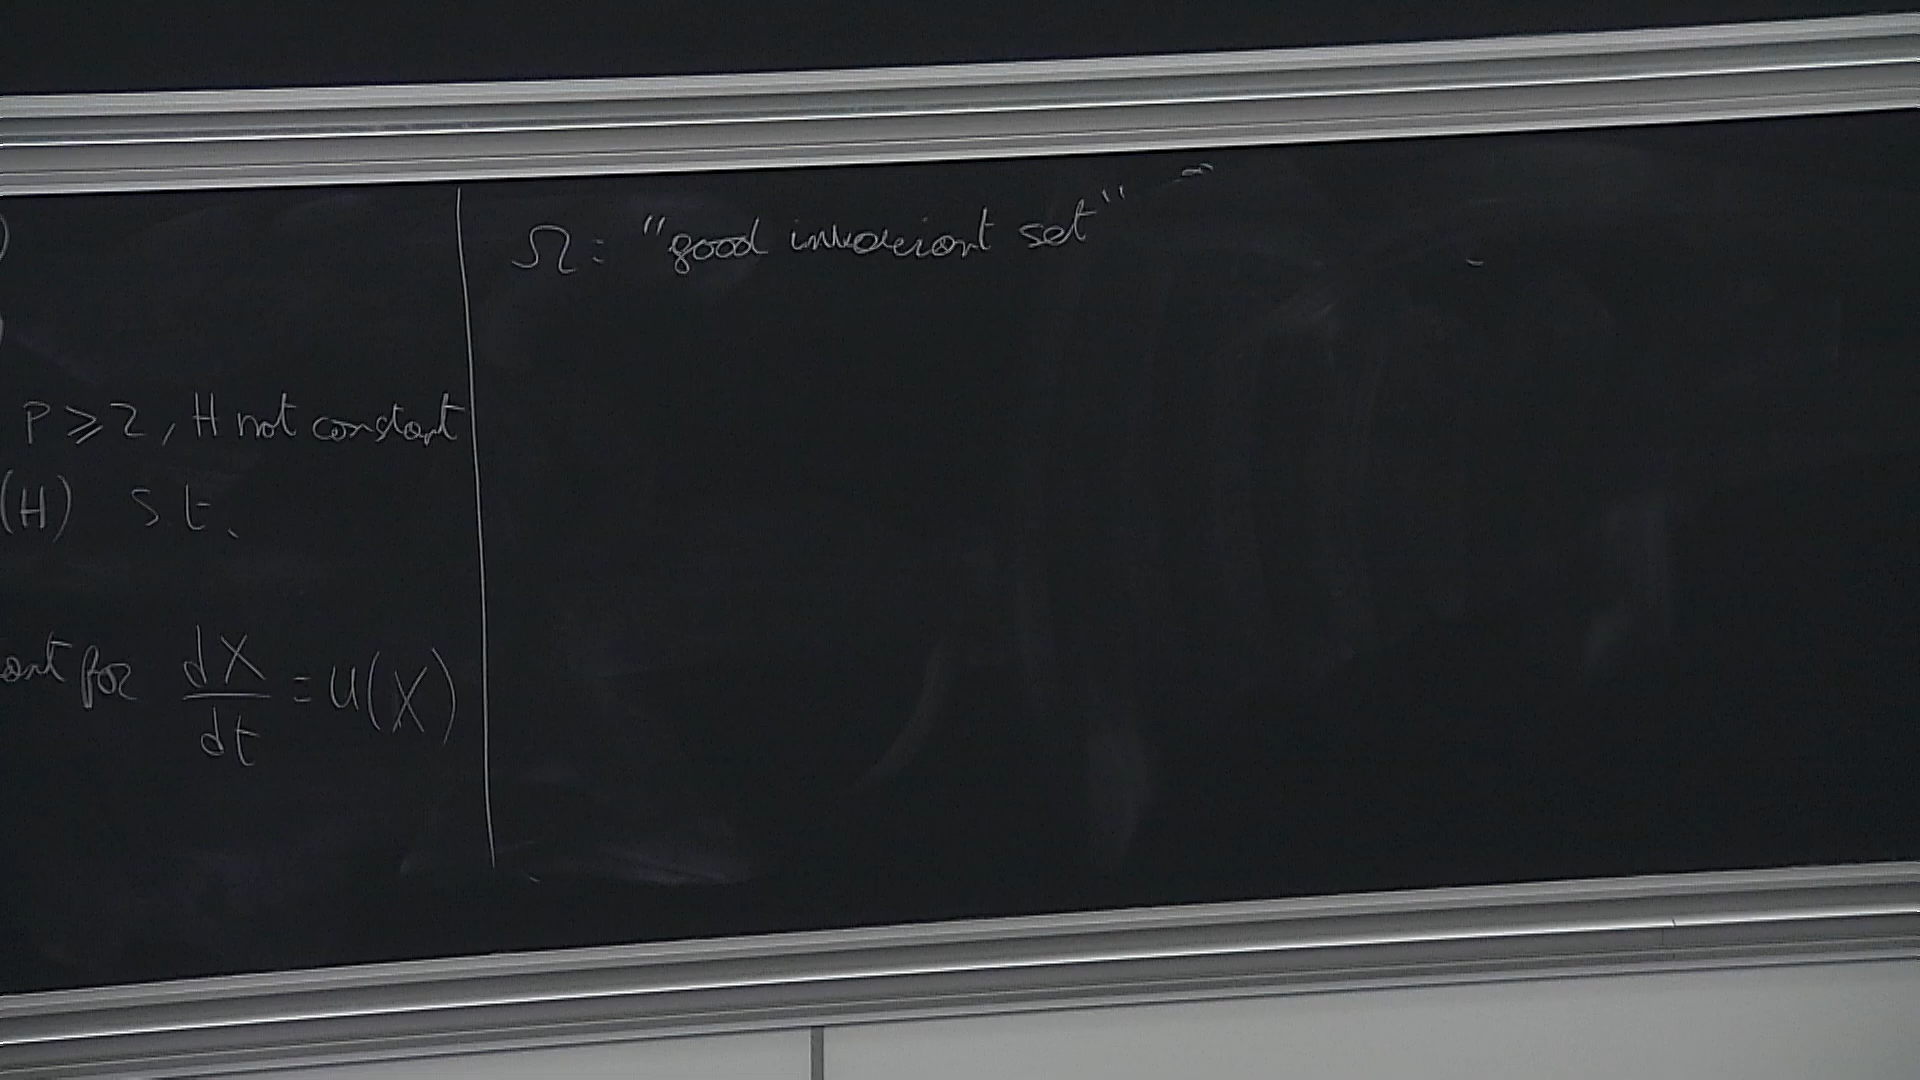 P ⩾ 2, H not constant
(H) s.t.
for dX/dt = u(X)
Ω : "good invariant set"